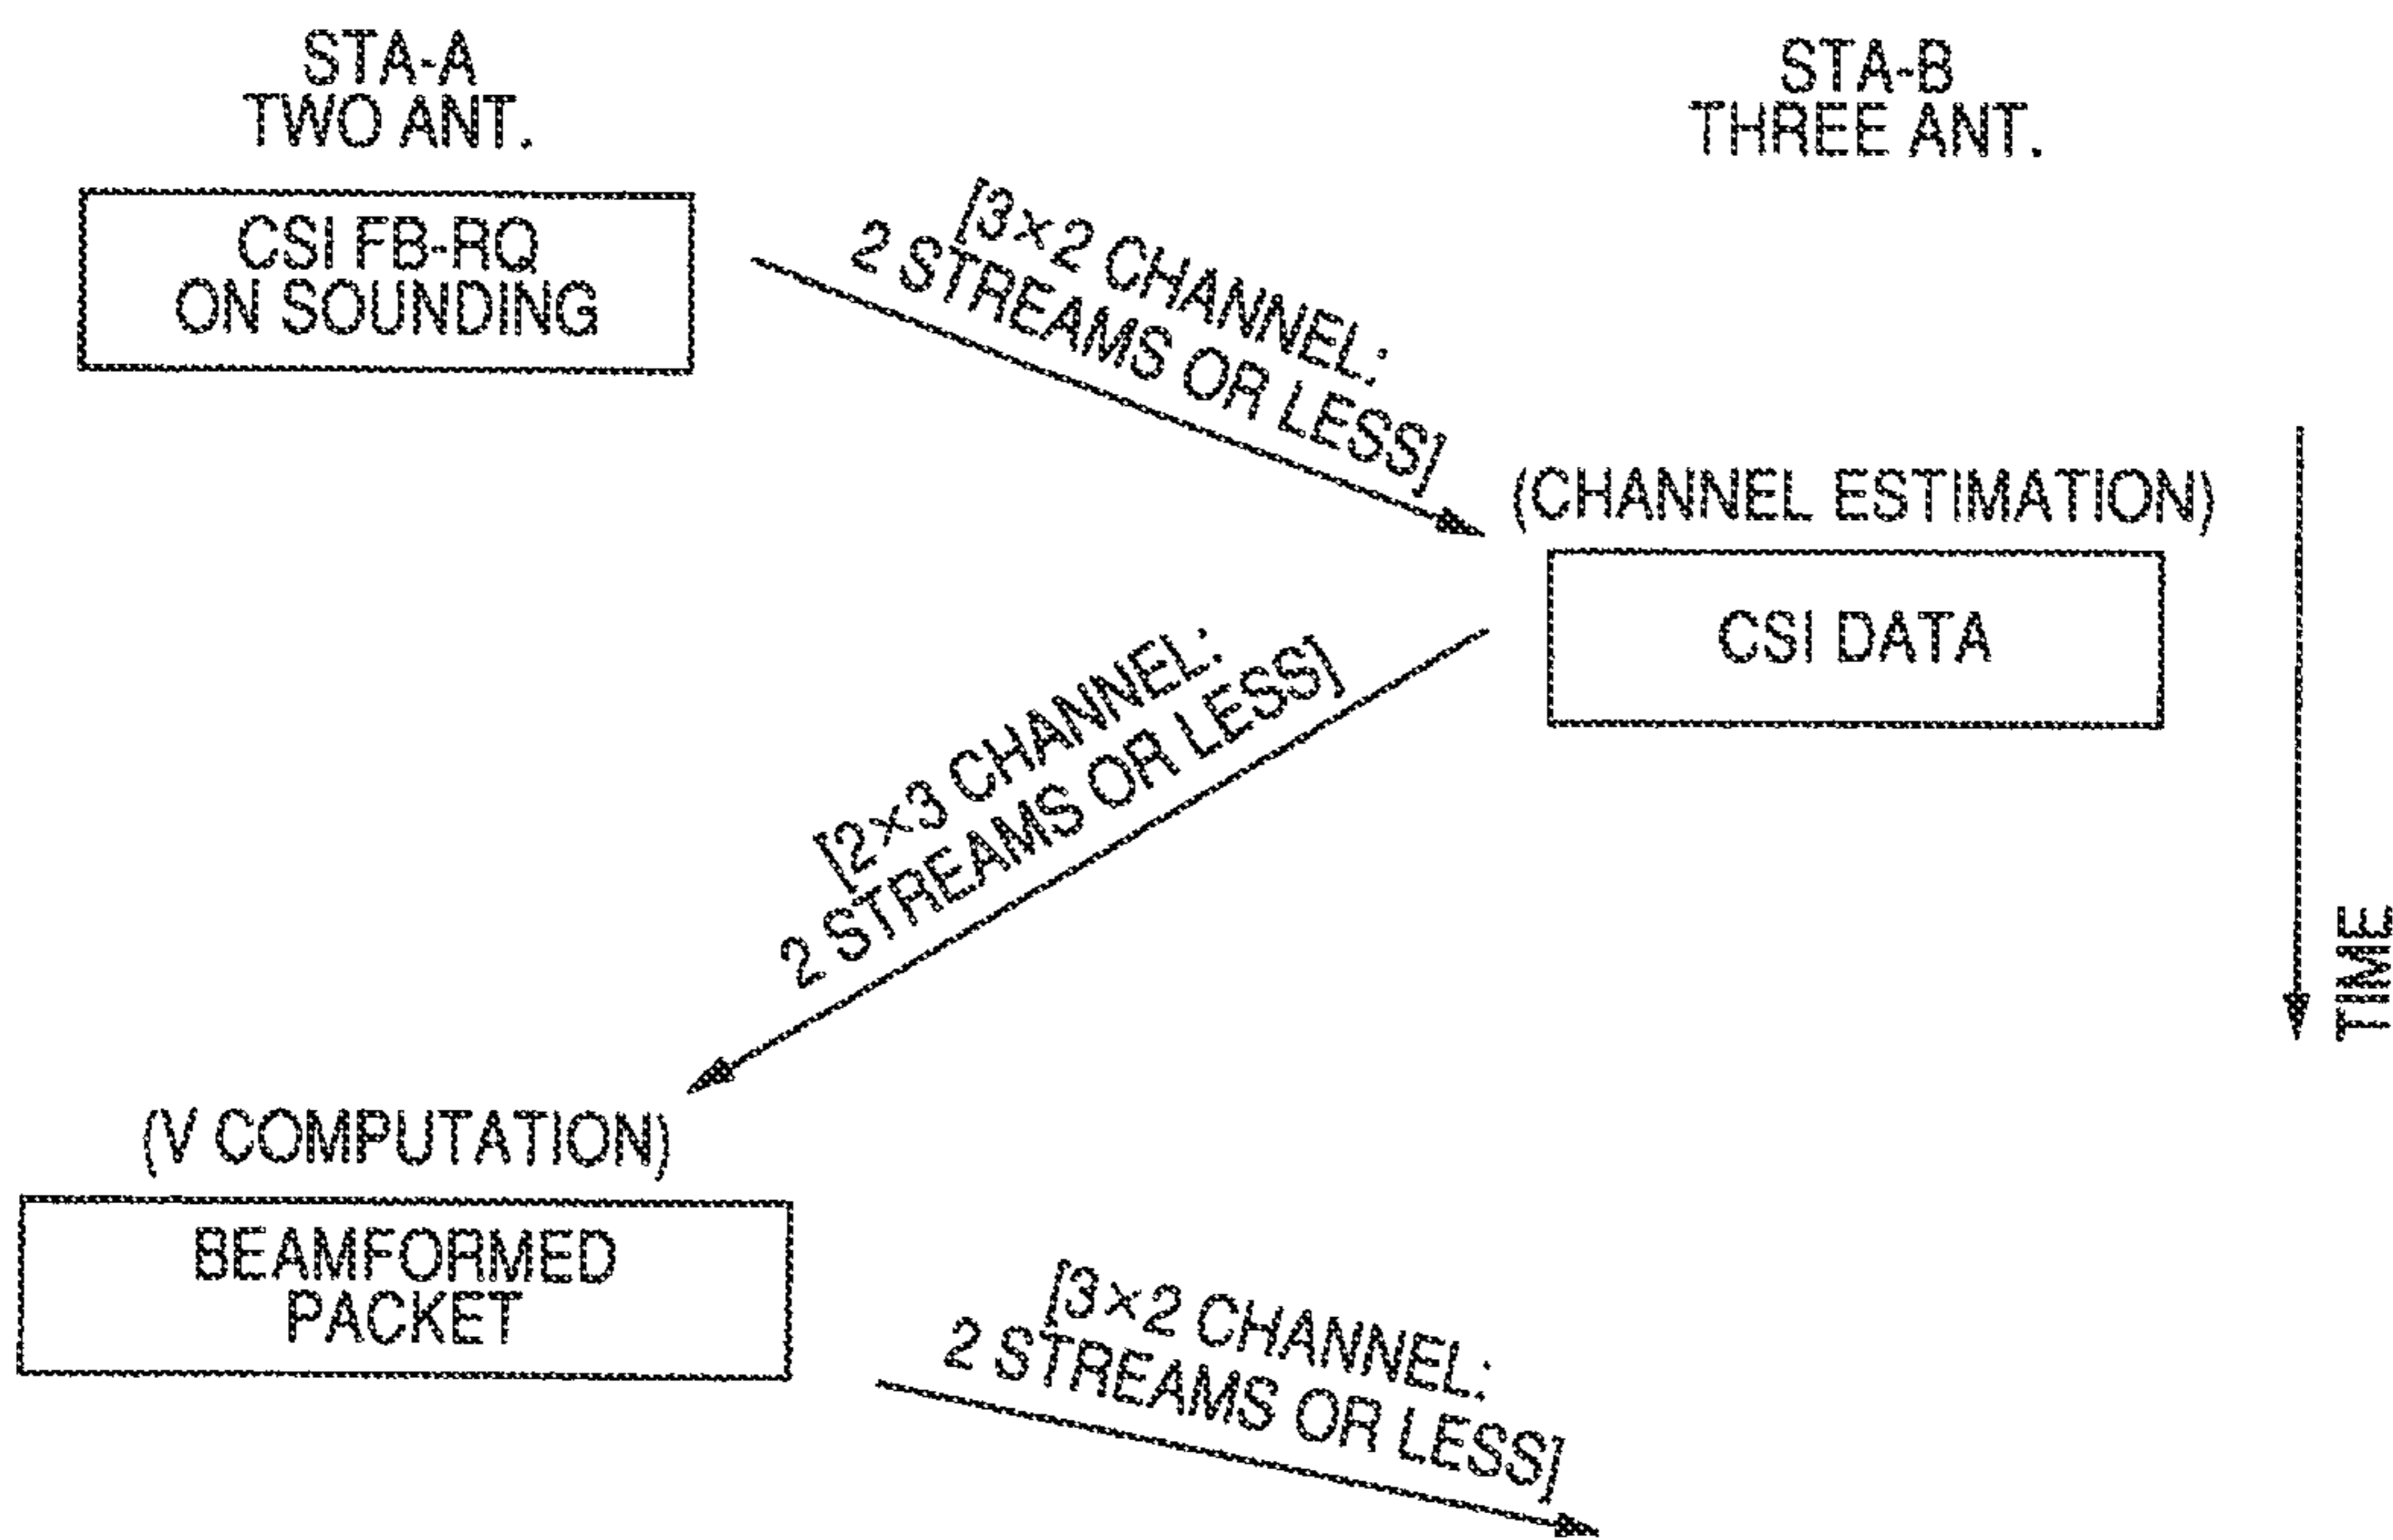 STA-A
TWO ANT.
STA-B
THREE ANT.
CSI FB-RQ
ON SOUNDING
[3×2 CHANNEL:
2 STREAMS OR LESS]
(CHANNEL ESTIMATION)
CSI DATA
[2×3 CHANNEL:
2 STREAMS OR LESS]
TIME
(V COMPUTATION)
BEAMFORMED
PACKET
[3×2 CHANNEL:
2 STREAMS OR LESS]